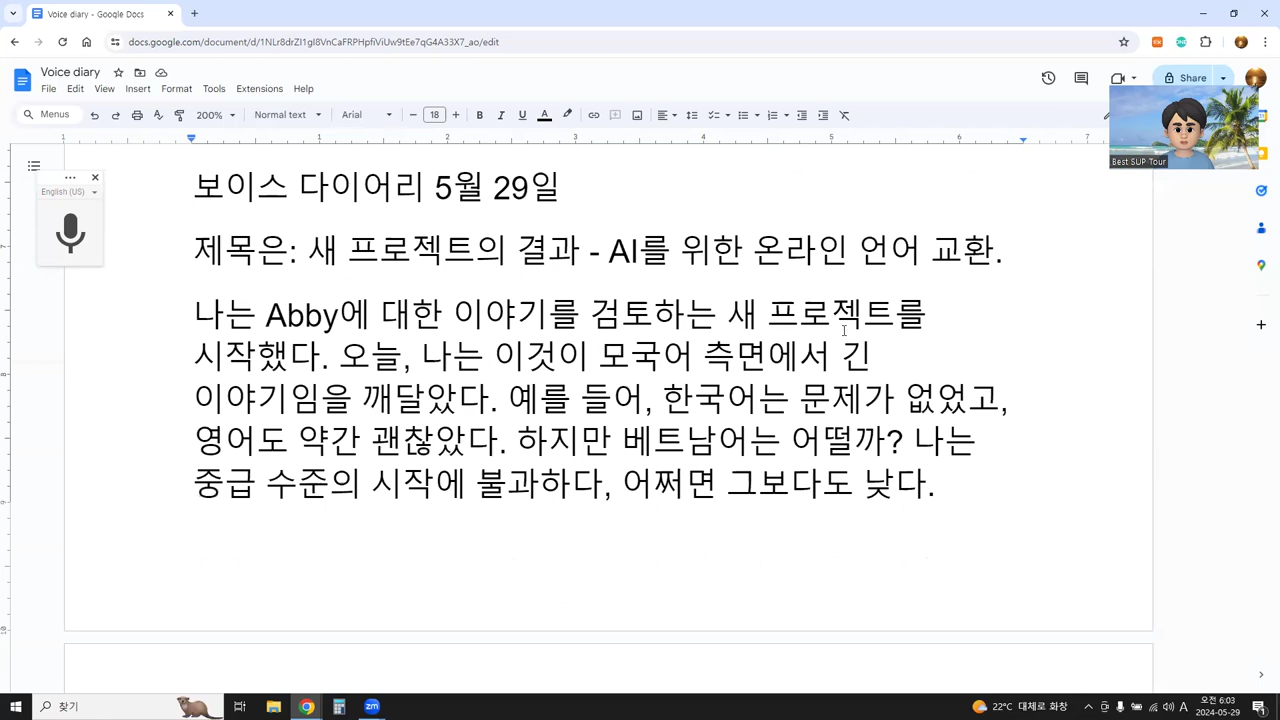 Voice diary - Google Docs
docs.google.com/document/d/1NLr8drZI1gI8VnCaFRPHpfiViUw9tEe7qG4A33X7_ao/edit
Voice diary
File Edit View Insert Format Tools Extensions Help
Share
Menus 200% Normal text Arial 18 B I U A
1 1 2 3 4 5 6 7
Best SUP Tour
English (US)
보이스 다이어리 5월 29일
제목은: 새 프로젝트의 결과 - AI를 위한 온라인 언어 교환.
나는 Abby에 대한 이야기를 검토하는 새 프로젝트를
시작했다. 오늘, 나는 이것이 모국어 측면에서 긴
이야기임을 깨달았다. 예를 들어, 한국어는 문제가 없었고,
영어도 약간 괜찮았다. 하지만 베트남어는 어떨까? 나는
중급 수준의 시작에 불과하다, 어쩌면 그보다도 낮다.
찾기
22°C 대체로 화창
A
오전 6:03
2024-05-29